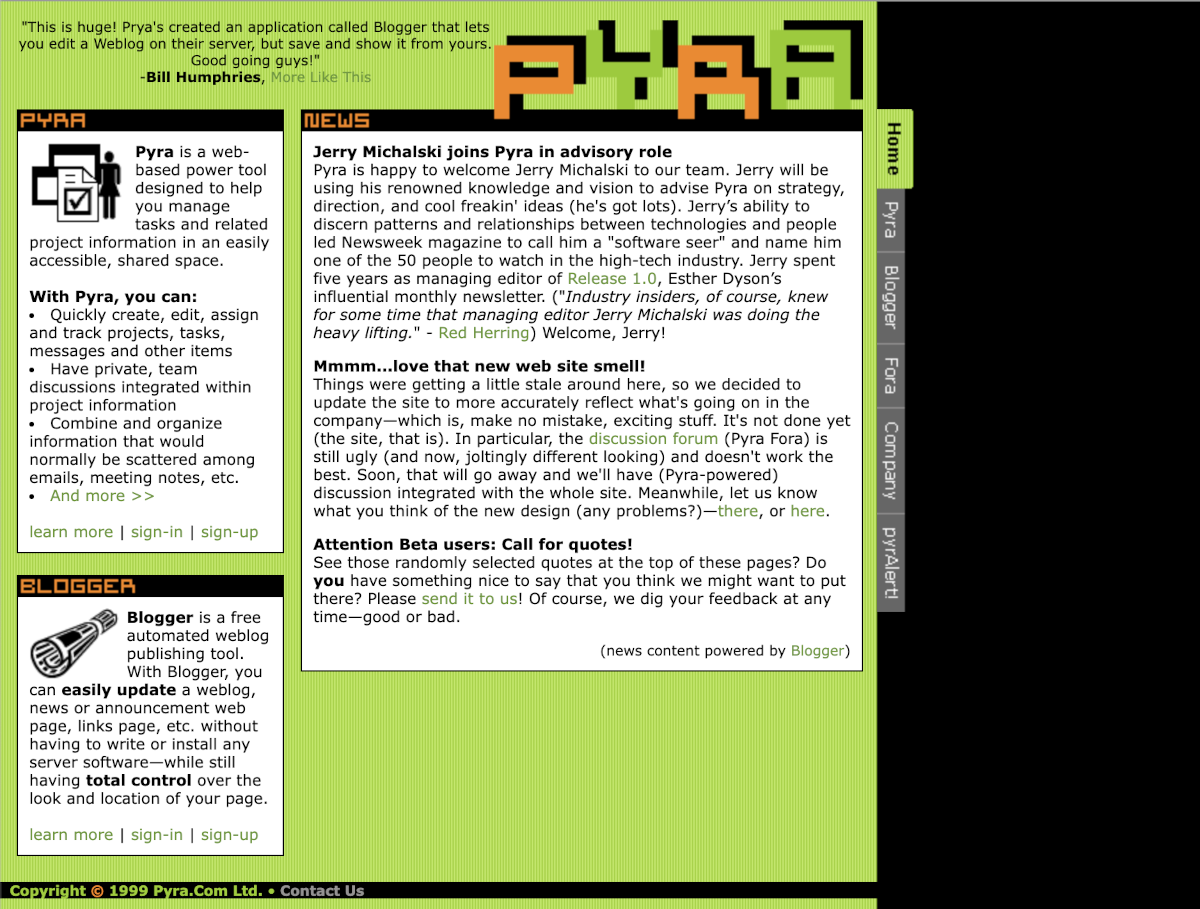 "This is huge! Prya's created an application called Blogger that lets
you edit a Weblog on their server, but save and show it from yours.
Good going guys!"
-Bill Humphries, More Like This
PYRA
PYRA
Pyra is a web-
based power tool
designed to help
you manage
tasks and related
project information in an easily
accessible, shared space.
With Pyra, you can:
• Quickly create, edit, assign
and track projects, tasks,
messages and other items
• Have private, team
discussions integrated within
project information
• Combine and organize
information that would
normally be scattered among
emails, meeting notes, etc.
• And more >>
learn more | sign-in | sign-up
BLOGGER
Blogger is a free
automated weblog
publishing tool.
With Blogger, you
can easily update a weblog,
news or announcement web
page, links page, etc. without
having to write or install any
server software—while still
having total control over the
look and location of your page.
learn more | sign-in | sign-up
NEWS
Jerry Michalski joins Pyra in advisory role
Pyra is happy to welcome Jerry Michalski to our team. Jerry will be
using his renowned knowledge and vision to advise Pyra on strategy,
direction, and cool freakin' ideas (he's got lots). Jerry’s ability to
discern patterns and relationships between technologies and people
led Newsweek magazine to call him a "software seer" and name him
one of the 50 people to watch in the high-tech industry. Jerry spent
five years as managing editor of Release 1.0, Esther Dyson’s
influential monthly newsletter. ("Industry insiders, of course, knew
for some time that managing editor Jerry Michalski was doing the
heavy lifting." - Red Herring) Welcome, Jerry!
Mmmm...love that new web site smell!
Things were getting a little stale around here, so we decided to
update the site to more accurately reflect what's going on in the
company—which is, make no mistake, exciting stuff. It's not done yet
(the site, that is). In particular, the discussion forum (Pyra Fora) is
still ugly (and now, joltingly different looking) and doesn't work the
best. Soon, that will go away and we'll have (Pyra-powered)
discussion integrated with the whole site. Meanwhile, let us know
what you think of the new design (any problems?)—there, or here.
Attention Beta users: Call for quotes!
See those randomly selected quotes at the top of these pages? Do
you have something nice to say that you think we might want to put
there? Please send it to us! Of course, we dig your feedback at any
time—good or bad.
(news content powered by Blogger)
Home
Pyra
Blogger
Fora
Company
pyrAlert!
Copyright © 1999 Pyra.Com Ltd. • Contact Us